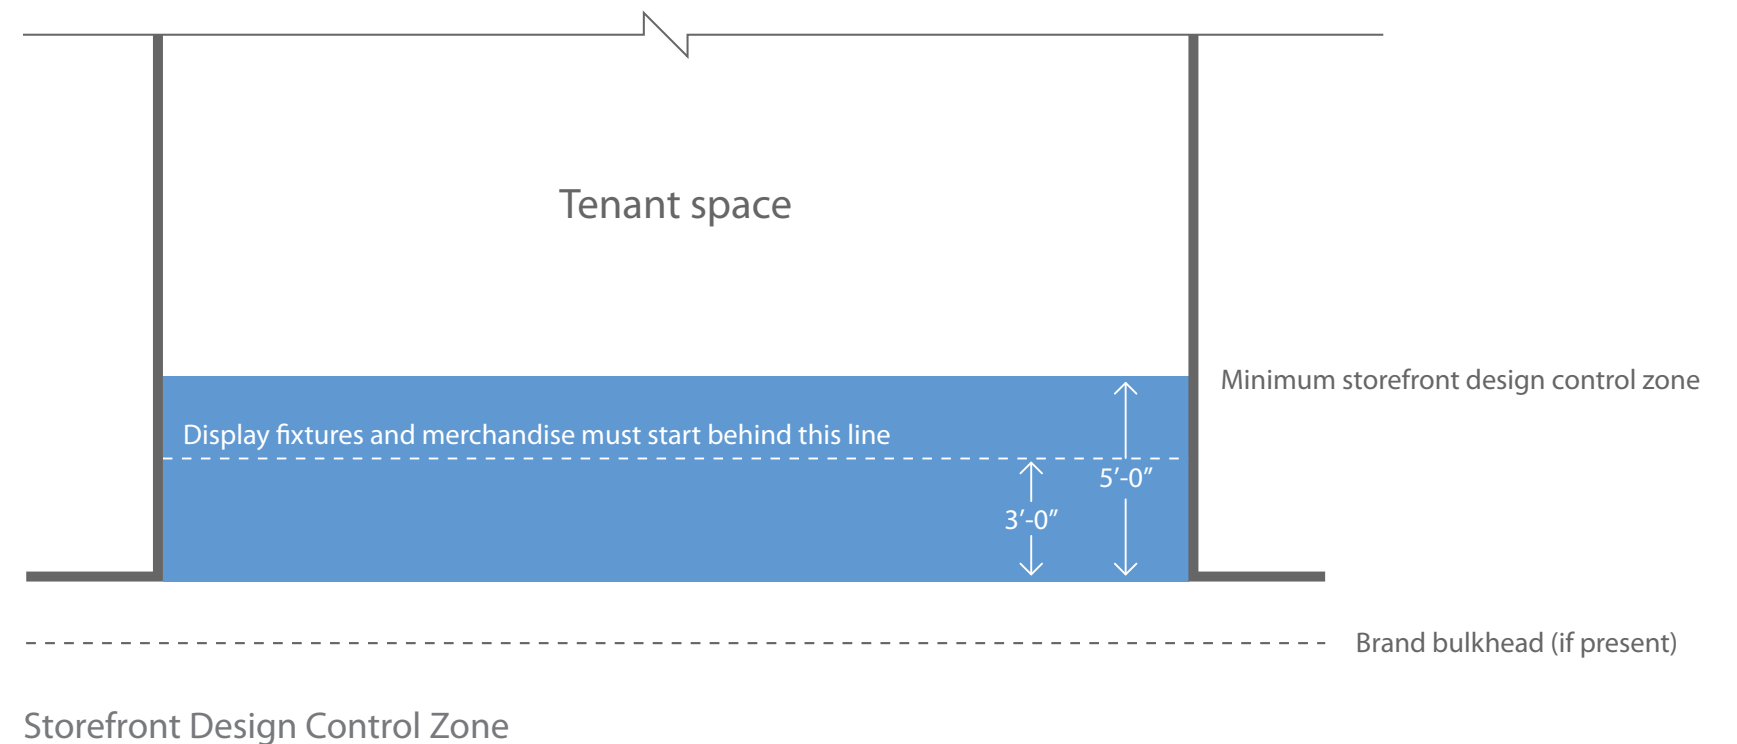 Tenant space
Minimum storefront design control zone
Display fixtures and merchandise must start behind this line
5’-0”
3’-0”
Brand bulkhead (if present)
Storefront Design Control Zone